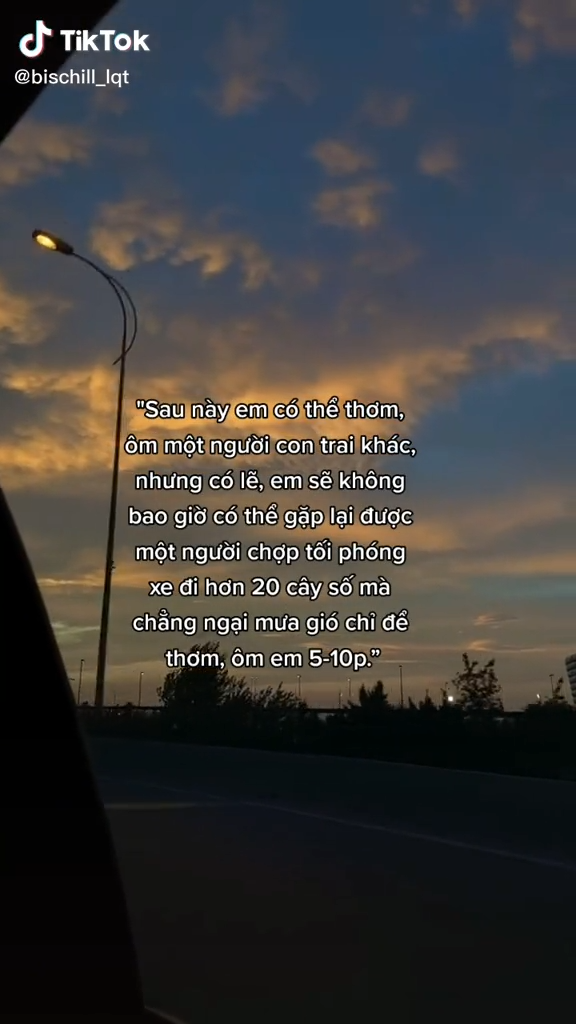 TikTok
@bischill_lqt
"Sau này em có thể thơm,
ôm một người con trai khác,
nhưng có lẽ, em sẽ không
bao giờ có thể gặp lại được
một người chợp tối phóng
xe đi hơn 20 cây số mà
chẳng ngại mưa gió chỉ để
thơm, ôm em 5-10p.”